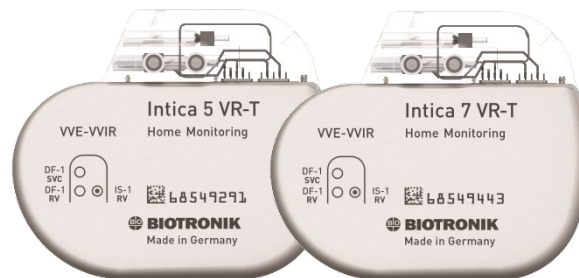 Intica 5 VR-T
VVE-VVIR Home Monitoring
DF-1
SVC
DF-1 IS-1
RV RV
68549291
BIO BIOTRONIK
Made in Germany
Intica 7 VR-T
VVE-VVIR Home Monitoring
DF-1
SVC
DF-1 IS-1
RV RV
68549443
BIO BIOTRONIK
Made in Germany